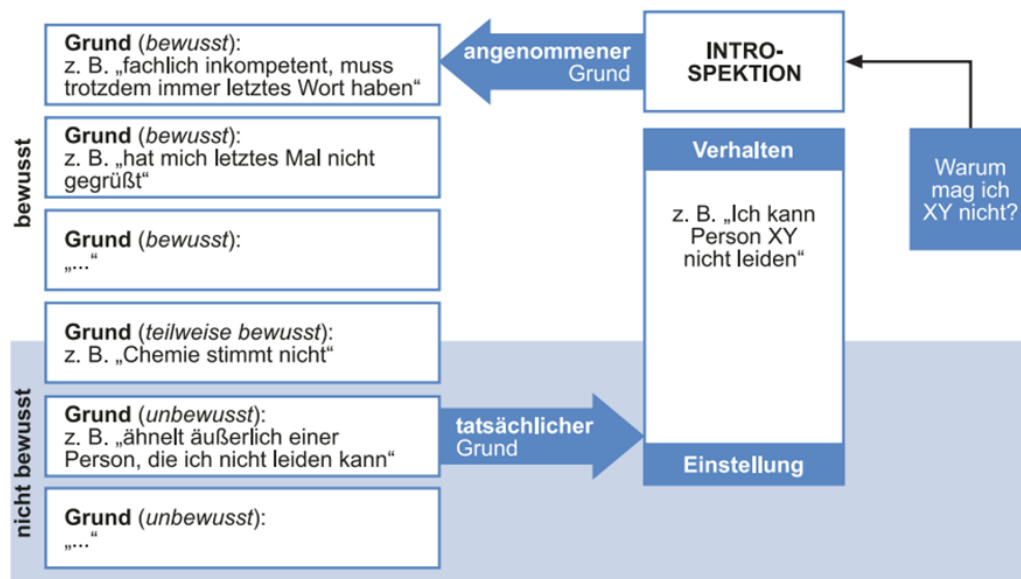 bewusst
nicht bewusst
Grund (bewusst):
z. B. „fachlich inkompetent, muss
trotzdem immer letztes Wort haben“
Grund (bewusst):
z. B. „hat mich letztes Mal nicht
gegrüßt“
Grund (bewusst):
„...“
Grund (teilweise bewusst):
z. B. „Chemie stimmt nicht“
Grund (unbewusst):
z. B. „ähnelt äußerlich einer
Person, die ich nicht leiden kann“
Grund (unbewusst):
„...“
angenommener
Grund
tatsächlicher
Grund
INTRO-
SPEKTION
Verhalten
z. B. „Ich kann
Person XY
nicht leiden“
Einstellung
Warum
mag ich
XY nicht?